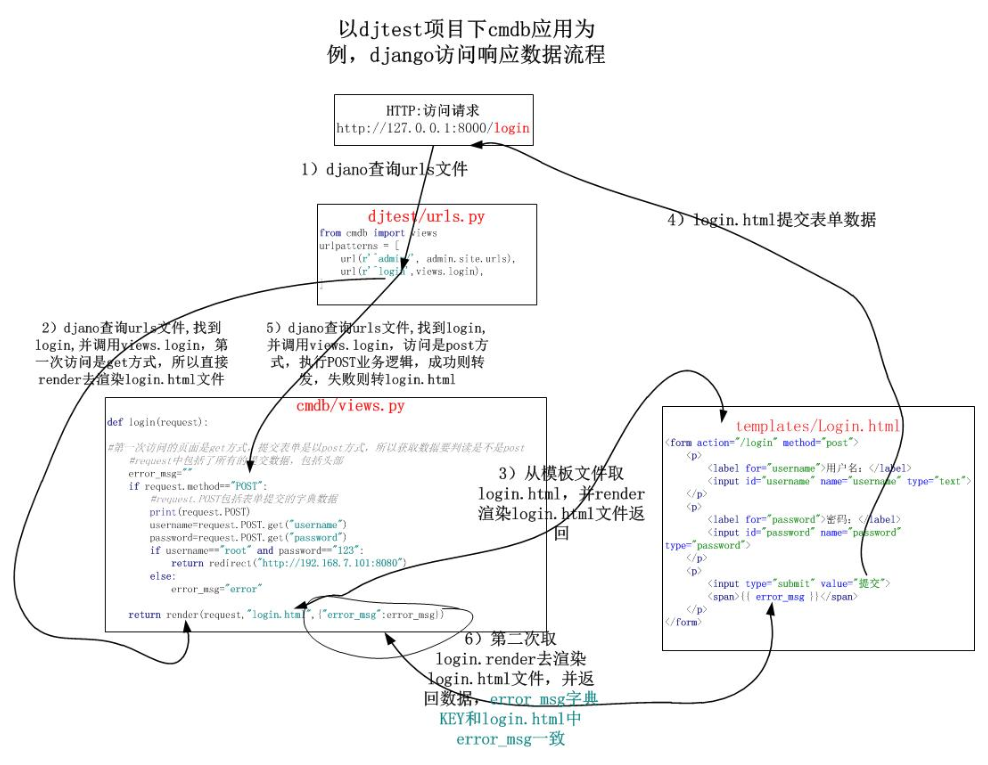 以djtest项目下cmdb应用为
例，django访问响应数据流程
HTTP:访问请求
http://127.0.0.1:8000/login
1）djano查询urls文件
4）login.html提交表单数据
djtest/urls.py
from cmdb import views
urlpatterns = [
url(r'^admin/', admin.site.urls),
url(r'^login',views.login),
2）djano查询urls文件,找到
login,并调用views.login，第
一次访问是get方式，所以直接
render去渲染login.html文件
5）djano查询urls文件,找到login,
并调用views.login，访问是post方
式，执行POST业务逻辑，成功则转
发，失败则转login.html
cmdb/views.py
def login(request):
#第一次访问的页面是get方式，提交表单是以post方式，所以获取数据要判读是不是post
#request中包括了所有的提交数据，包括头部
error_msg=""
if request.method=="POST":
#request.POST包括表单提交的字典数据
print(request.POST)
username=request.POST.get("username")
password=request.POST.get("password")
if username=="root" and password=="123":
return redirect("http://192.168.7.101:8080")
else:
error_msg="error"
return render(request,"login.html",{"error_msg":error_msg})
3）从模板文件取
login.html，并render
渲染login.html文件返
回
templates/Login.html
<form action="/login" method="post">
<p>
<label for="username">用户名：</label>
<input id="username" name="username" type="text">
</p>
<p>
<label for="password">密码：</label>
<input id="password" name="password"
type="password">
</p>
<p>
<input type="submit" value="提交">
<span>{{ error_msg }}</span>
</p>
</form>
6）第二次取
login.render去渲染
login.html文件，并返
回数据，error_msg字典
KEY和login.html中
error_msg一致